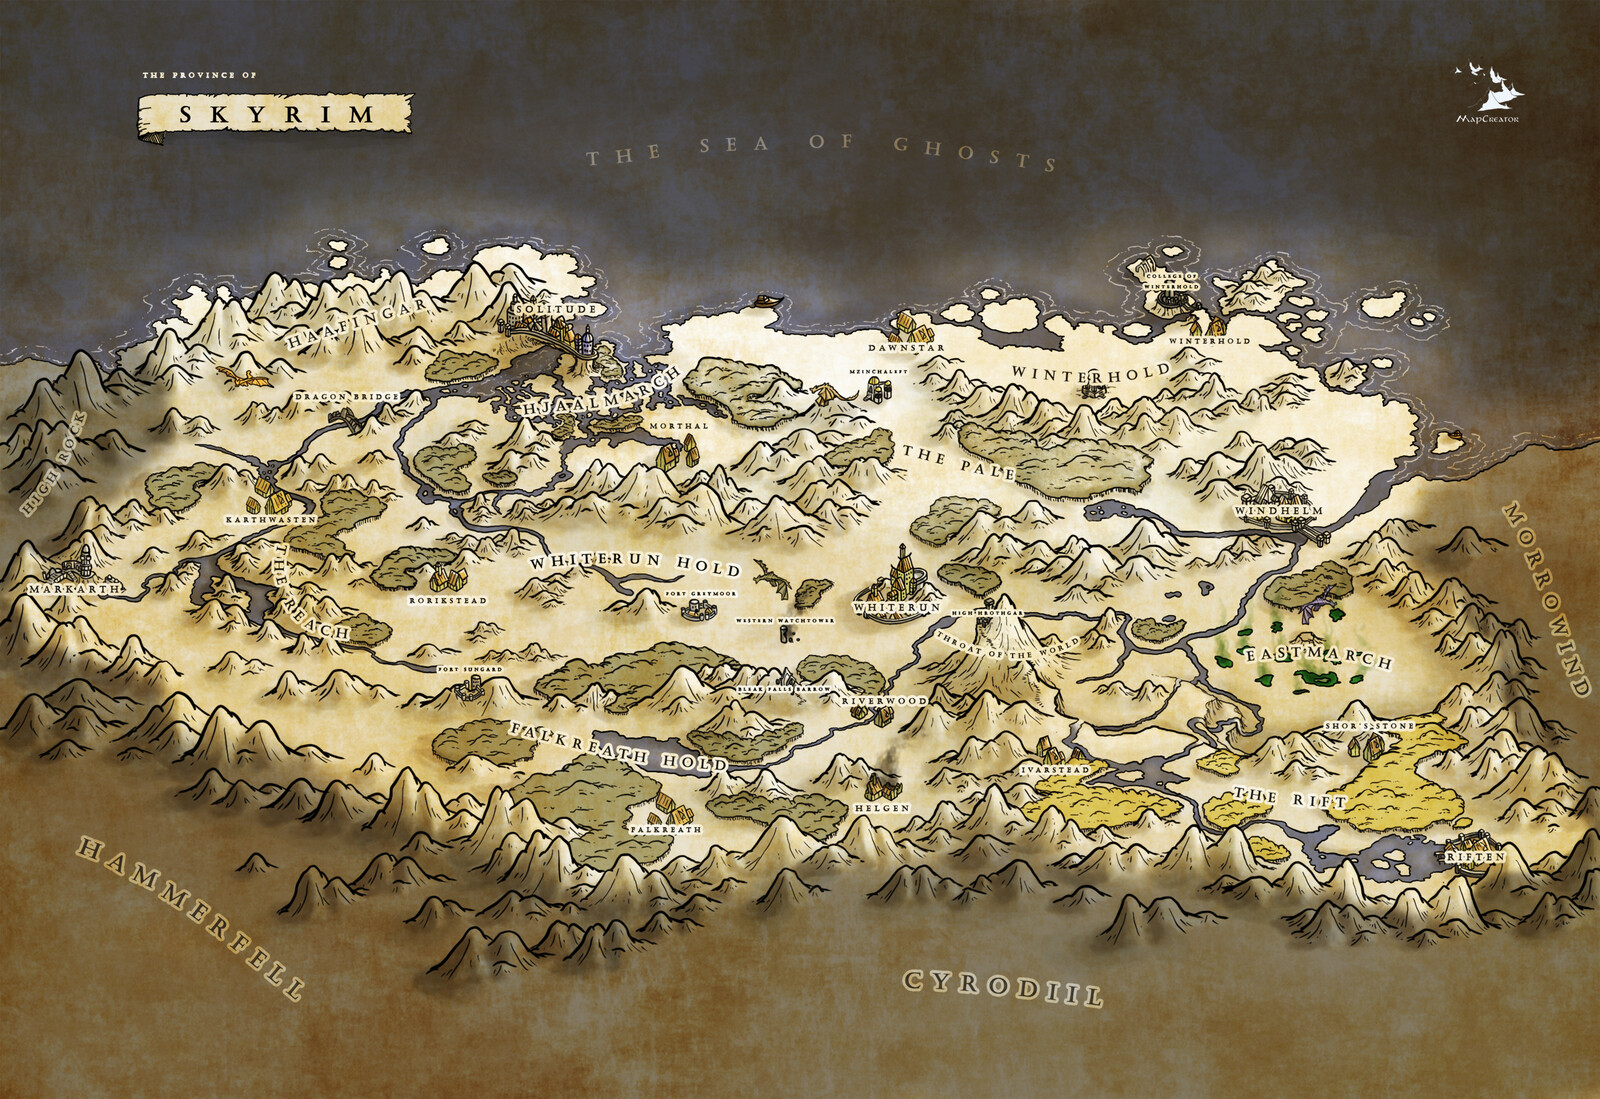 THE PROVINCE OF
SKYRIM
MAPCREATOR
THE SEA OF GHOSTS
COLLEGE OF
WINTERHOLD
HAAFINGAR
SOLITUDE
DAWNSTAR
WINTERHOLD
MZINCHALEFT
WINTERHOLD
DRAGON BRIDGE
HJAALMARCH
MORTHAL
HIGH ROCK
THE PALE
KARTHWASTEN
WINDHELM
MORROWIND
MARKARTH
THE REACH
WHITERUN HOLD
RORIKSTEAD
FORT GREYMOOR
WHITERUN
HIGH HROTHGAR
WESTERN WATCHTOWER
THROAT OF THE WORLD
EASTMARCH
FORT SUNGARD
BLEAK FALLS BARROW
RIVERWOOD
SHOR'S STONE
FALKREATH HOLD
IVARSTEAD
HELGEN
THE RIFT
FALKREATH
RIFTEN
HAMMERFELL
CYRODIIL